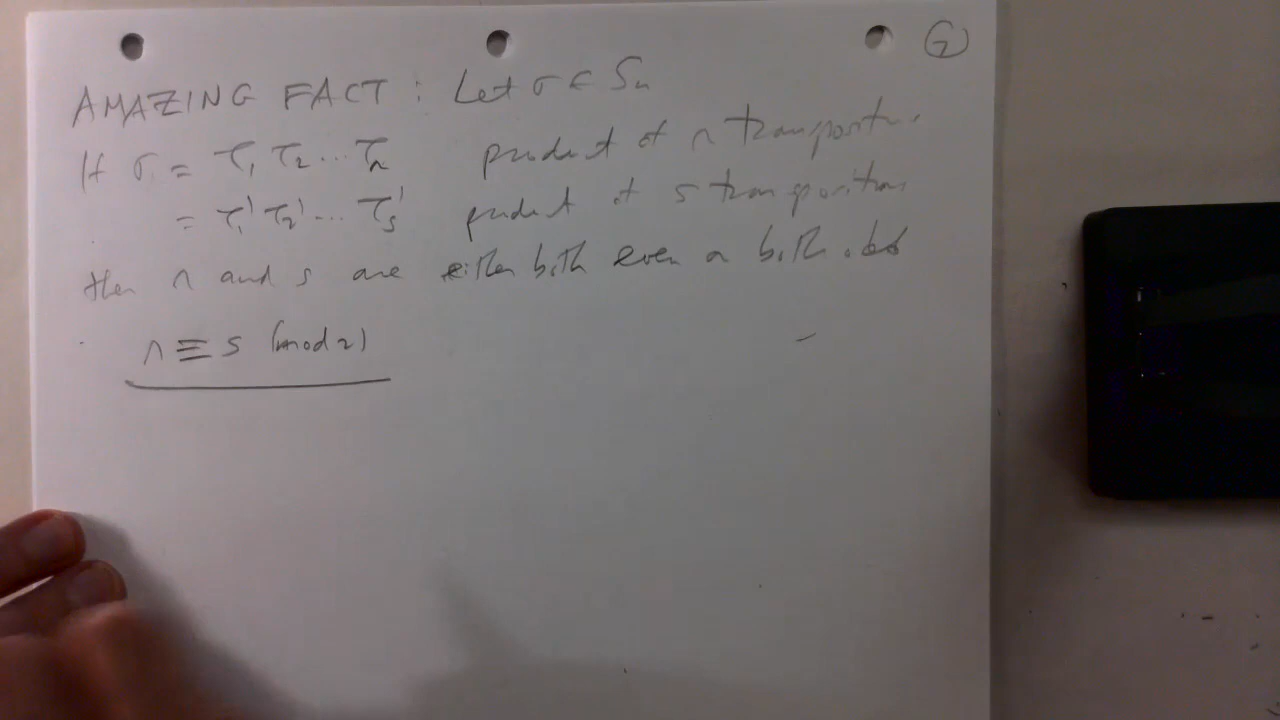 ②
AMAZING FACT : Let σ ∈ Sₙ
If σ = τ₁ τ₂ ... τᵣ product of r transpositions
= τ₁' τ₂' ... τₛ' product of s transpositions
then r and s are either both even or both odd
r ≡ s (mod 2)